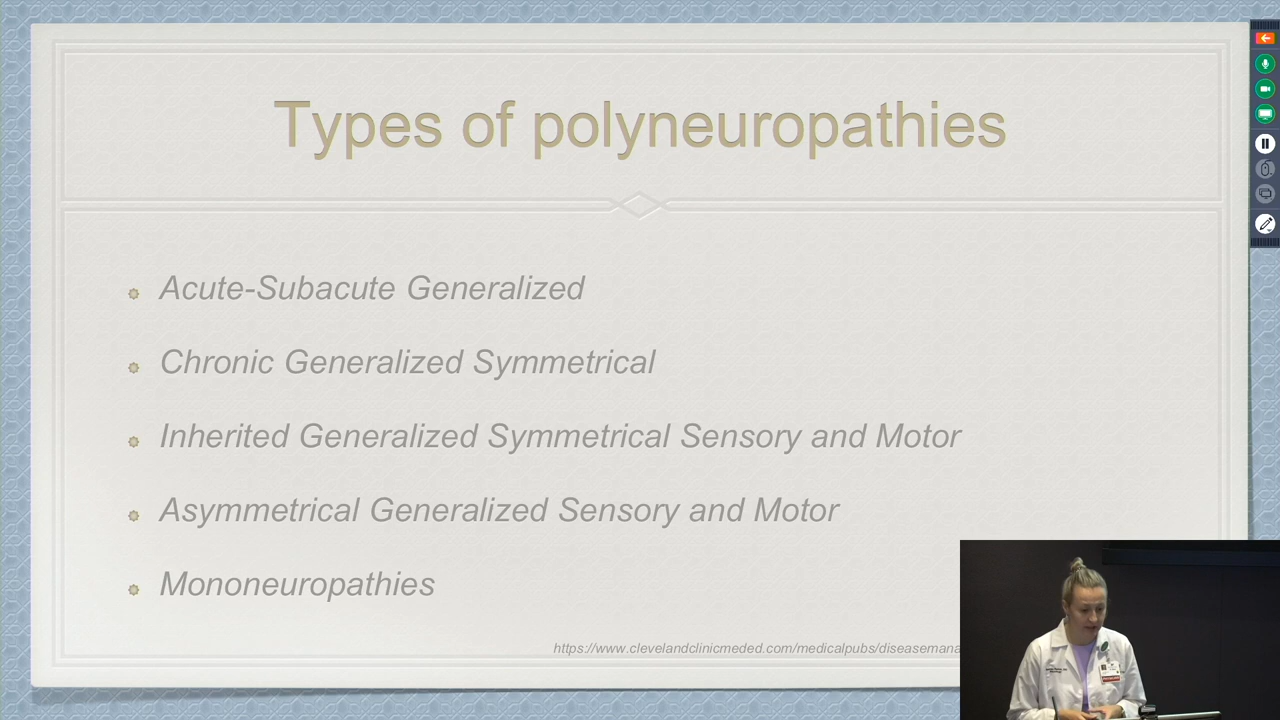 Types of polyneuropathies
Acute-Subacute Generalized
Chronic Generalized Symmetrical
Inherited Generalized Symmetrical Sensory and Motor
Asymmetrical Generalized Sensory and Motor
Mononeuropathies
https://www.clevelandclinicmeded.com/medicalpubs/diseasemana